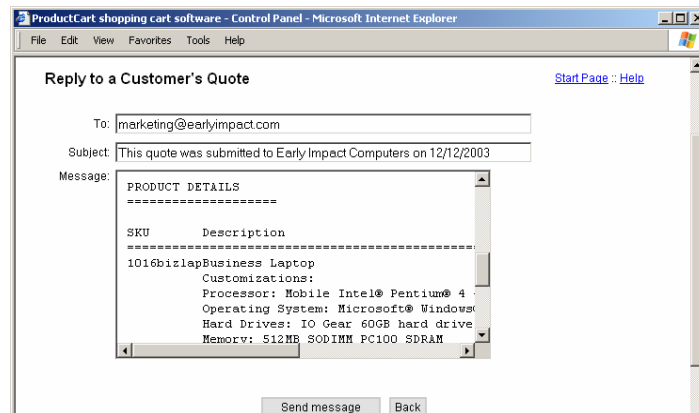 ProductCart shopping cart software - Control Panel - Microsoft Internet Explorer
File Edit View Favorites Tools Help
Reply to a Customer's Quote
Start Page :: Help
To: marketing@earlyimpact.com
Subject: This quote was submitted to Early Impact Computers on 12/12/2003
Message:
PRODUCT DETAILS
====================
SKU Description
===============================================
1016bizlapBusiness Laptop
Customizations:
Processor: Mobile Intel® Pentium® 4 -
Operating System: Microsoft® Windows®
Hard Drives: IO Gear 60GB hard drive
Memory: 512MB SODIMM PC100 SDRAM
Send message Back